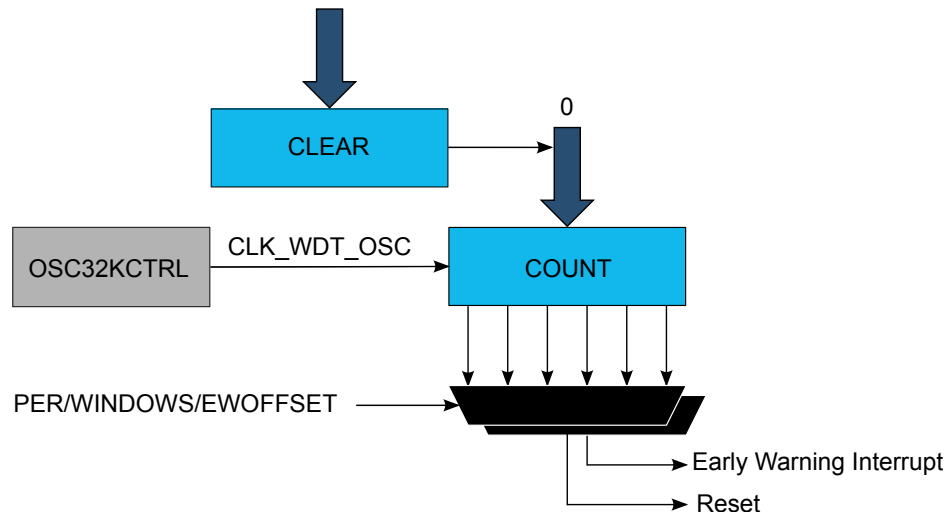 0
CLEAR
CLK_WDT_OSC
OSC32KCTRL
COUNT
PER/WINDOWS/EWOFFSET
Early Warning Interrupt
Reset